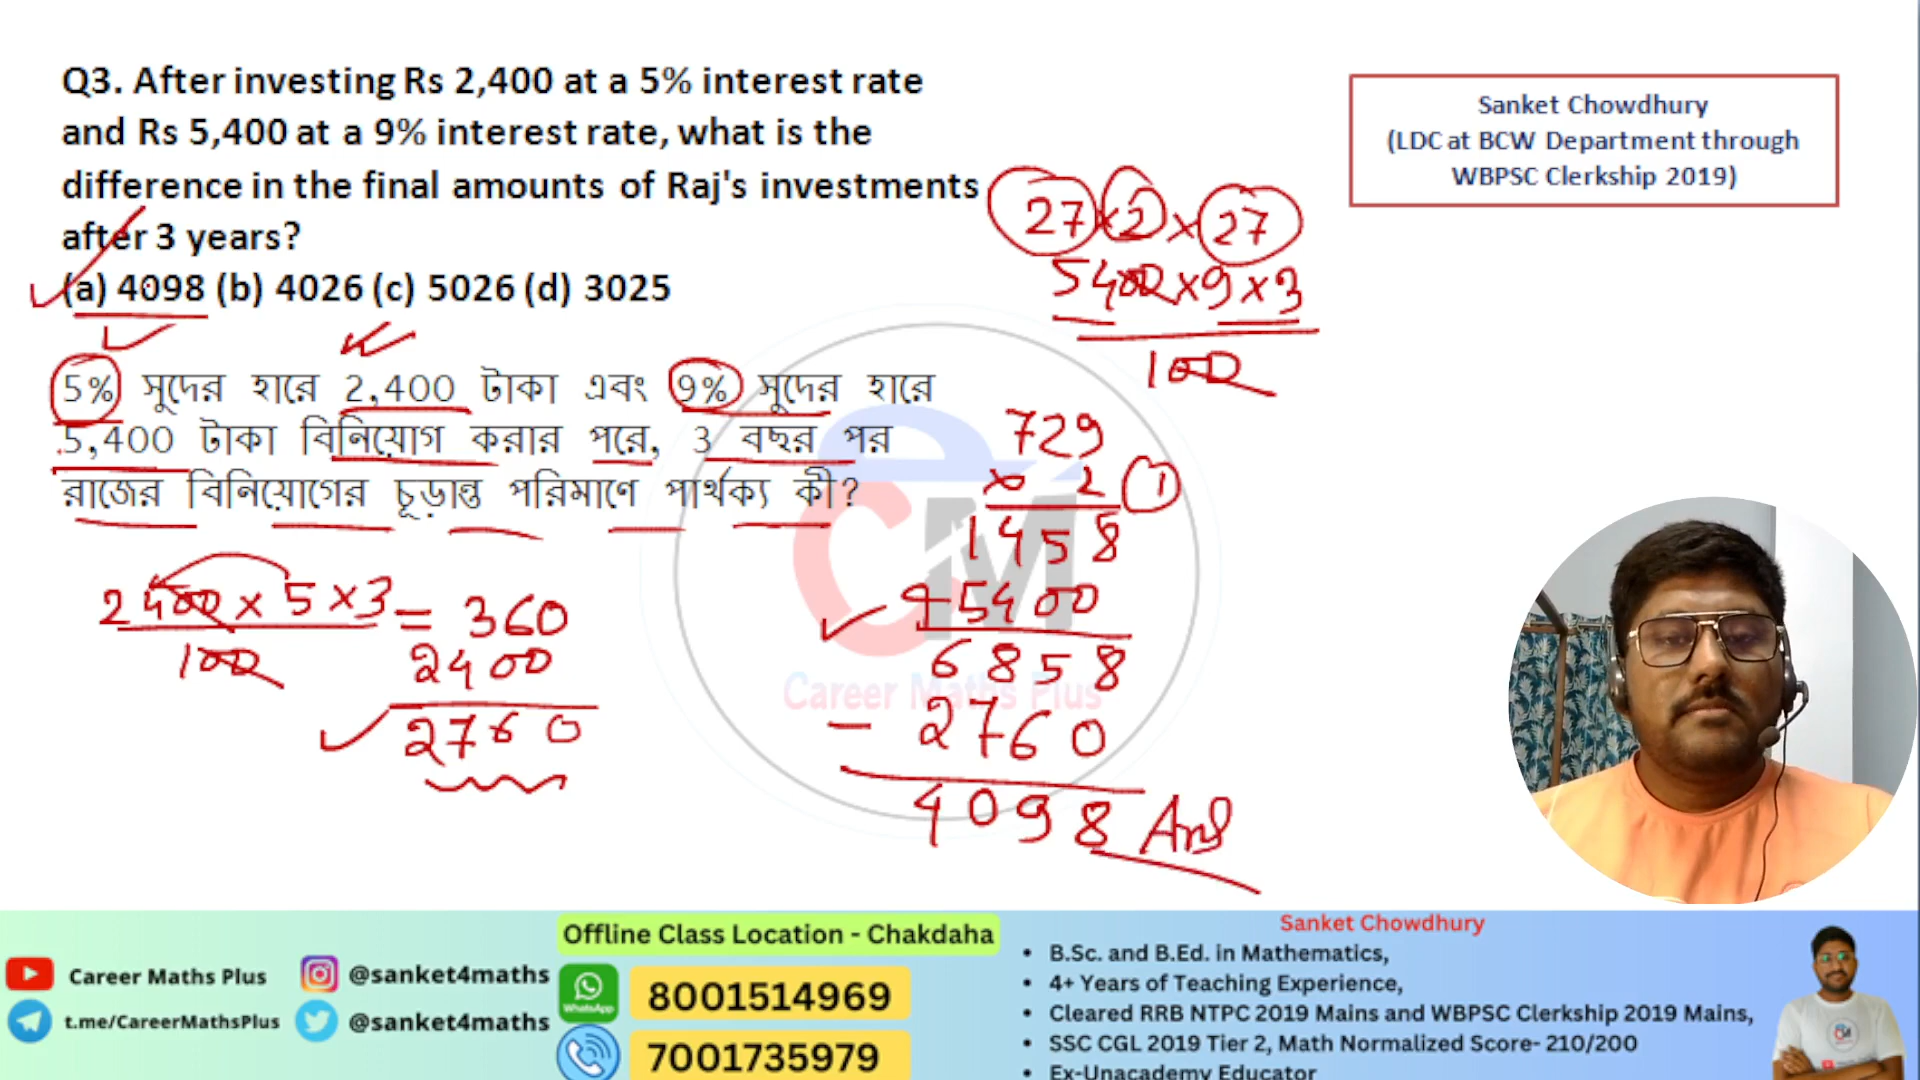 Q3. After investing Rs 2,400 at a 5% interest rate
and Rs 5,400 at a 9% interest rate, what is the
difference in the final amounts of Raj's investments
after 3 years?
(a) 4098 (b) 4026 (c) 5026 (d) 3025
Sanket Chowdhury
(LDC at BCW Department through
WBPSC Clerkship 2019)
27 × 2 × 27
5400 × 9 × 3
100
5% সুদের হারে 2,400 টাকা এবং 9% সুদের হারে
5,400 টাকা বিনিয়োগ করার পরে, 3 বছর পর
রাজের বিনিয়োগের চূড়ান্ত পরিমাণে পার্থক্য কী?
2400 × 5 × 3 = 360
100
2400
2760
729
× 2 1
1458
5400
6858
- 2760
4098 Ans
CM
Career Maths Plus
Offline Class Location - Chakdaha
Career Maths Plus
@sanket4maths
t.me/CareerMathsPlus
@sanket4maths
WhatsApp
8001514969
7001735979
Sanket Chowdhury
• B.Sc. and B.Ed. in Mathematics,
• 4+ Years of Teaching Experience,
• Cleared RRB NTPC 2019 Mains and WBPSC Clerkship 2019 Mains,
• SSC CGL 2019 Tier 2, Math Normalized Score- 210/200
• Ex-Unacademy Educator